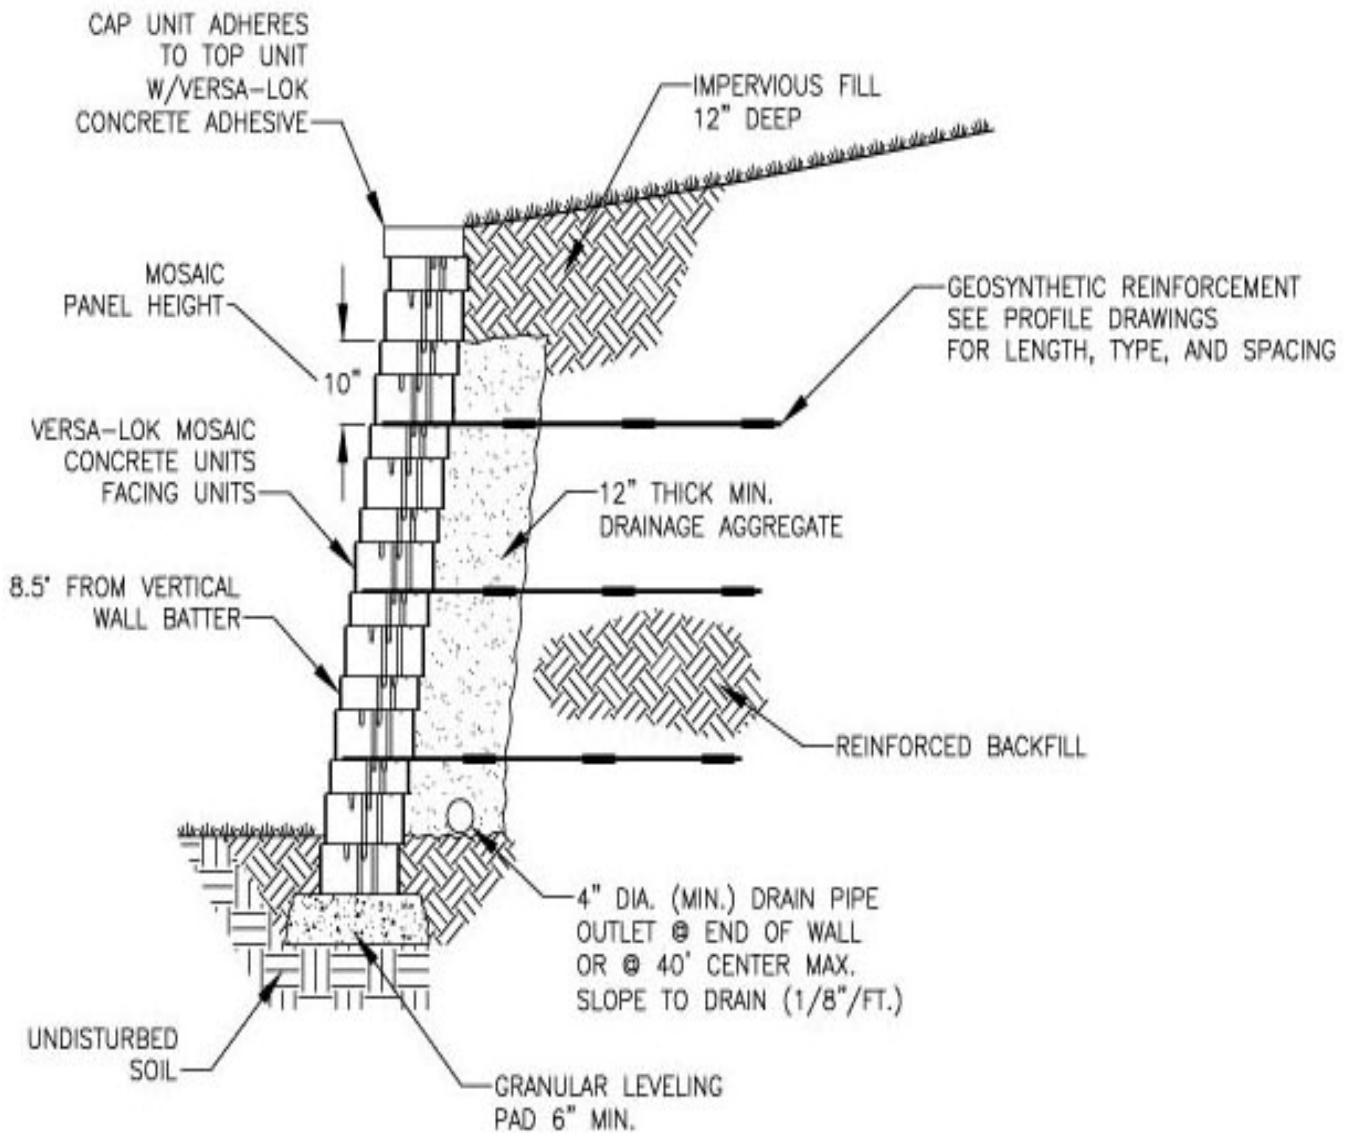 CAP UNIT ADHERES
TO TOP UNIT
W/VERSA-LOK
CONCRETE ADHESIVE
IMPERVIOUS FILL
12" DEEP
MOSAIC
PANEL HEIGHT
10"
GEOSYNTHETIC REINFORCEMENT
SEE PROFILE DRAWINGS
FOR LENGTH, TYPE, AND SPACING
VERSA-LOK MOSAIC
CONCRETE UNITS
FACING UNITS
12" THICK MIN.
DRAINAGE AGGREGATE
8.5° FROM VERTICAL
WALL BATTER
REINFORCED BACKFILL
4" DIA. (MIN.) DRAIN PIPE
OUTLET @ END OF WALL
OR @ 40' CENTER MAX.
SLOPE TO DRAIN (1/8"/FT.)
UNDISTURBED
SOIL
GRANULAR LEVELING
PAD 6" MIN.